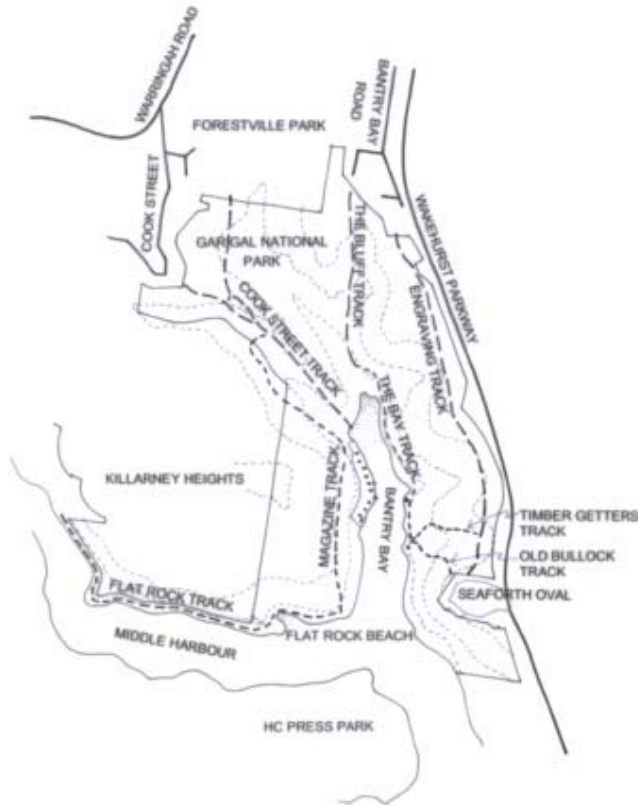 WARRINGAH ROAD
BANTRY BAY
ROAD
FORESTVILLE PARK
COOK STREET
GARIGAL NATIONAL
PARK
THE BLUFF TRACK
WAKEHURST PARKWAY
ENGRAVING TRACK
COOK STREET TRACK
THE BAY TRACK
KILLARNEY HEIGHTS
MAGAZINE TRACK
BANTRY BAY
TIMBER GETTERS
TRACK
OLD BULLOCK
TRACK
SEAFORTH OVAL
FLAT ROCK TRACK
MIDDLE HARBOUR
FLAT ROCK BEACH
HC PRESS PARK